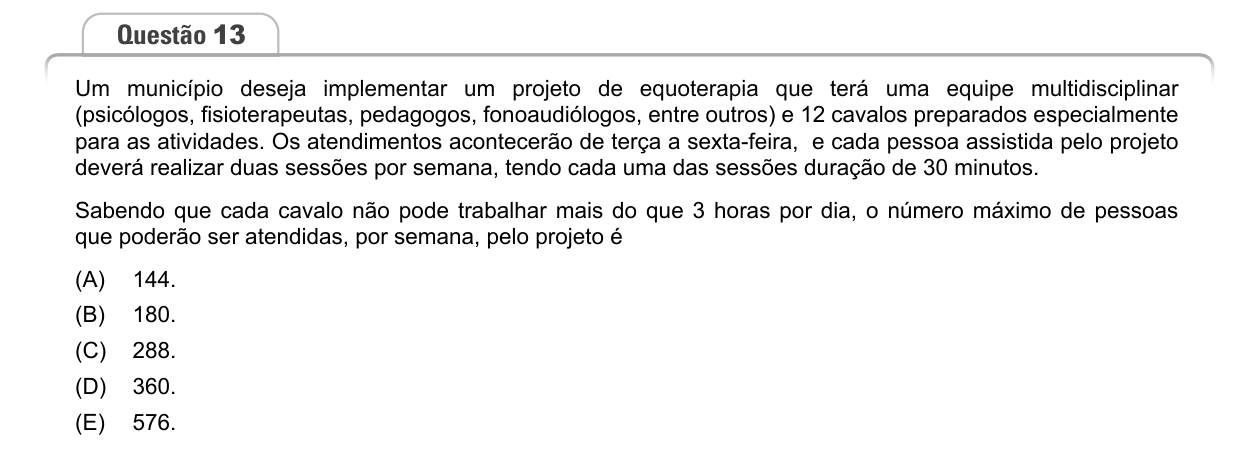 Questão 13
Um município deseja implementar um projeto de equoterapia que terá uma equipe multidisciplinar
(psicólogos, fisioterapeutas, pedagogos, fonoaudiólogos, entre outros) e 12 cavalos preparados especialmente
para as atividades. Os atendimentos acontecerão de terça a sexta-feira,  e cada pessoa assistida pelo projeto
deverá realizar duas sessões por semana, tendo cada uma das sessões duração de 30 minutos.
Sabendo que cada cavalo não pode trabalhar mais do que 3 horas por dia, o número máximo de pessoas
que poderão ser atendidas, por semana, pelo projeto é
(A) 144.
(B) 180.
(C) 288.
(D) 360.
(E) 576.